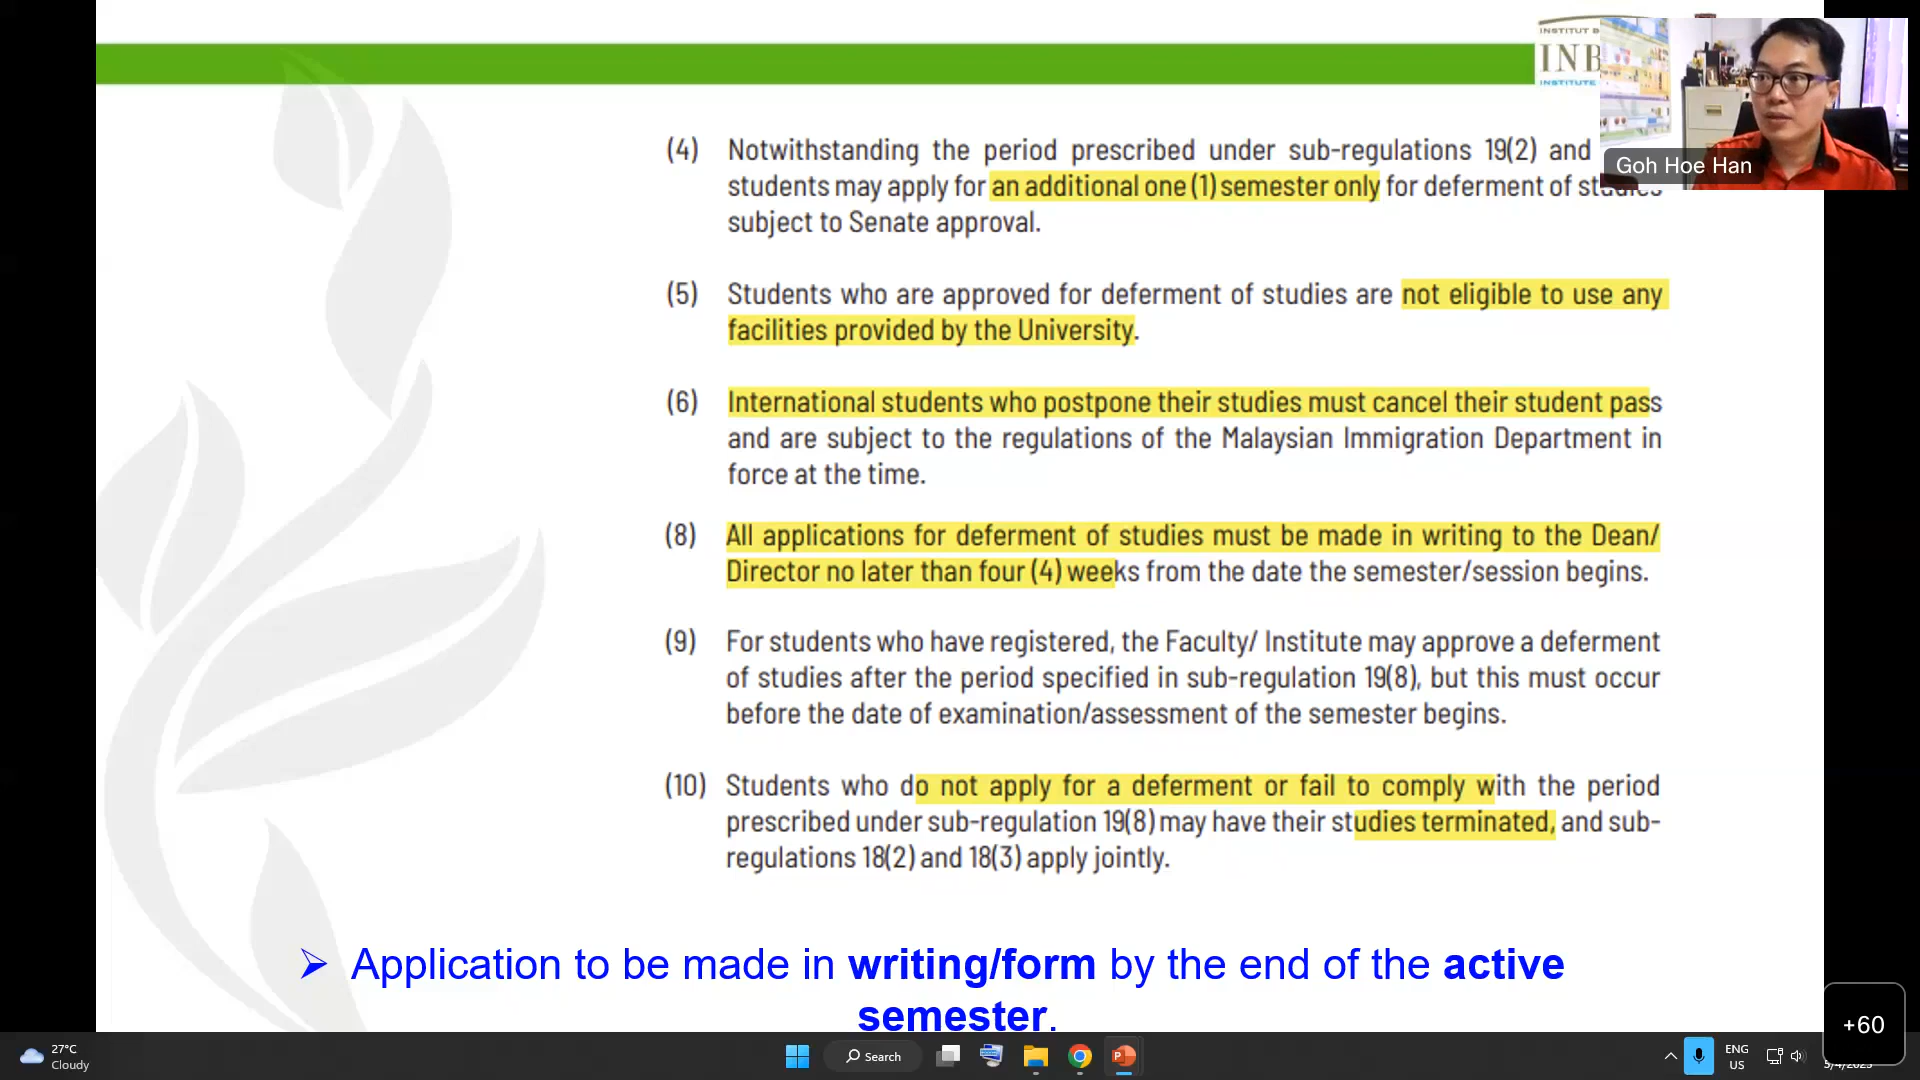 INSTITUT
INB
INSTITUTE
Goh Hoe Han
(4) Notwithstanding the period prescribed under sub-regulations 19(2) and
students may apply for an additional one (1) semester only for deferment of studies
subject to Senate approval.
(5) Students who are approved for deferment of studies are not eligible to use any
facilities provided by the University.
(6) International students who postpone their studies must cancel their student pass
and are subject to the regulations of the Malaysian Immigration Department in
force at the time.
(8) All applications for deferment of studies must be made in writing to the Dean/
Director no later than four (4) weeks from the date the semester/session begins.
(9) For students who have registered, the Faculty/ Institute may approve a deferment
of studies after the period specified in sub-regulation 19(8), but this must occur
before the date of examination/assessment of the semester begins.
(10) Students who do not apply for a deferment or fail to comply with the period
prescribed under sub-regulation 19(8) may have their studies terminated, and sub-
regulations 18(2) and 18(3) apply jointly.
➢ Application to be made in writing/form by the end of the active
semester.
+60
27°C
Cloudy
Search
ENG
US